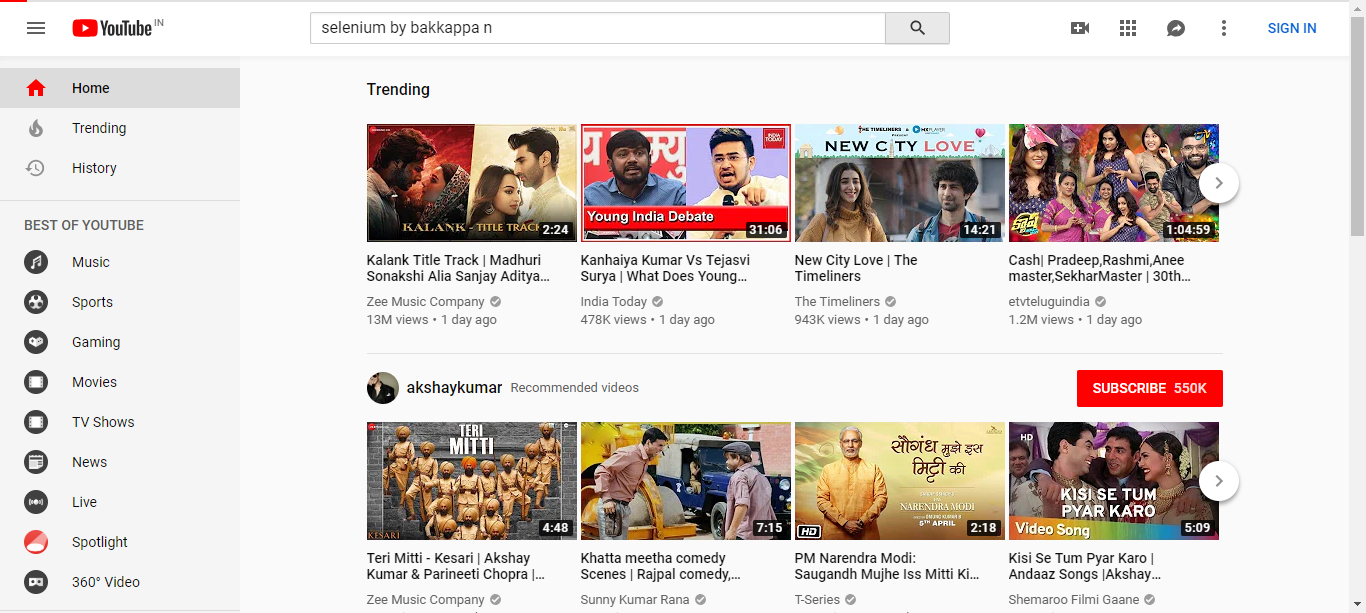 YouTube IN
selenium by bakkappa n
SIGN IN
Home
Trending
History
BEST OF YOUTUBE
Music
Sports
Gaming
Movies
TV Shows
News
Live
Spotlight
360° Video
Trending
KALANK - TITLE TRACK
2:24
Kalank Title Track | Madhuri
Sonakshi Alia Sanjay Aditya...
Zee Music Company
13M views • 1 day ago
INDIA
TODAY
Young India Debate
31:06
Kanhaiya Kumar Vs Tejasvi
Surya | What Does Young...
India Today
478K views • 1 day ago
THE TIMELINERS & MXPLAYER
PRESENT
NEW CITY LOVE
14:21
New City Love | The
Timeliners
The Timeliners
943K views • 1 day ago
1:04:59
Cash| Pradeep,Rashmi,Anee
master,SekharMaster | 30th...
etvteluguindia
1.2M views • 1 day ago
akshaykumar Recommended videos
SUBSCRIBE 550K
TERI
MITTI
KESARI
4:48
Teri Mitti - Kesari | Akshay
Kumar & Parineeti Chopra |...
Zee Music Company
7:15
Khatta meetha comedy
Scenes | Rajpal comedy,...
Sunny Kumar Rana
सौगंध मुझे इस
मिट्टी की
NARENDRA MODI
5TH APRIL
HD
2:18
PM Narendra Modi:
Saugandh Mujhe Iss Mitti Ki...
T-Series
HD
KISI SE TUM
PYAR KARO
Video Song
5:09
Kisi Se Tum Pyar Karo |
Andaaz Songs |Akshay...
Shemaroo Filmi Gaane